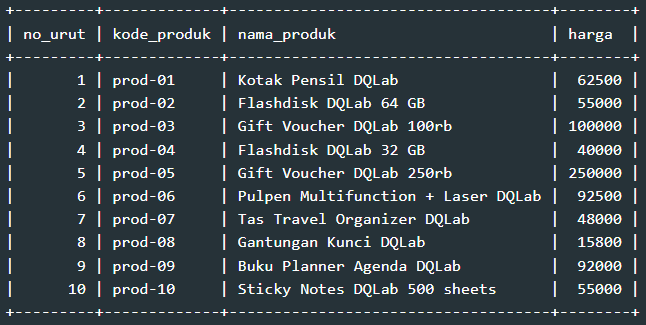 +---------+-------------+------------------------------------+--------+
| no_urut | kode_produk | nama_produk                        | harga  |
+---------+-------------+------------------------------------+--------+
|       1 | prod-01     | Kotak Pensil DQLab                 |  62500 |
|       2 | prod-02     | Flashdisk DQLab 64 GB              |  55000 |
|       3 | prod-03     | Gift Voucher DQLab 100rb           | 100000 |
|       4 | prod-04     | Flashdisk DQLab 32 GB              |  40000 |
|       5 | prod-05     | Gift Voucher DQLab 250rb           | 250000 |
|       6 | prod-06     | Pulpen Multifunction + Laser DQLab |  92500 |
|       7 | prod-07     | Tas Travel Organizer DQLab         |  48000 |
|       8 | prod-08     | Gantungan Kunci DQLab              |  15800 |
|       9 | prod-09     | Buku Planner Agenda DQLab          |  92000 |
|      10 | prod-10     | Sticky Notes DQLab 500 sheets      |  55000 |
+---------+-------------+------------------------------------+--------+